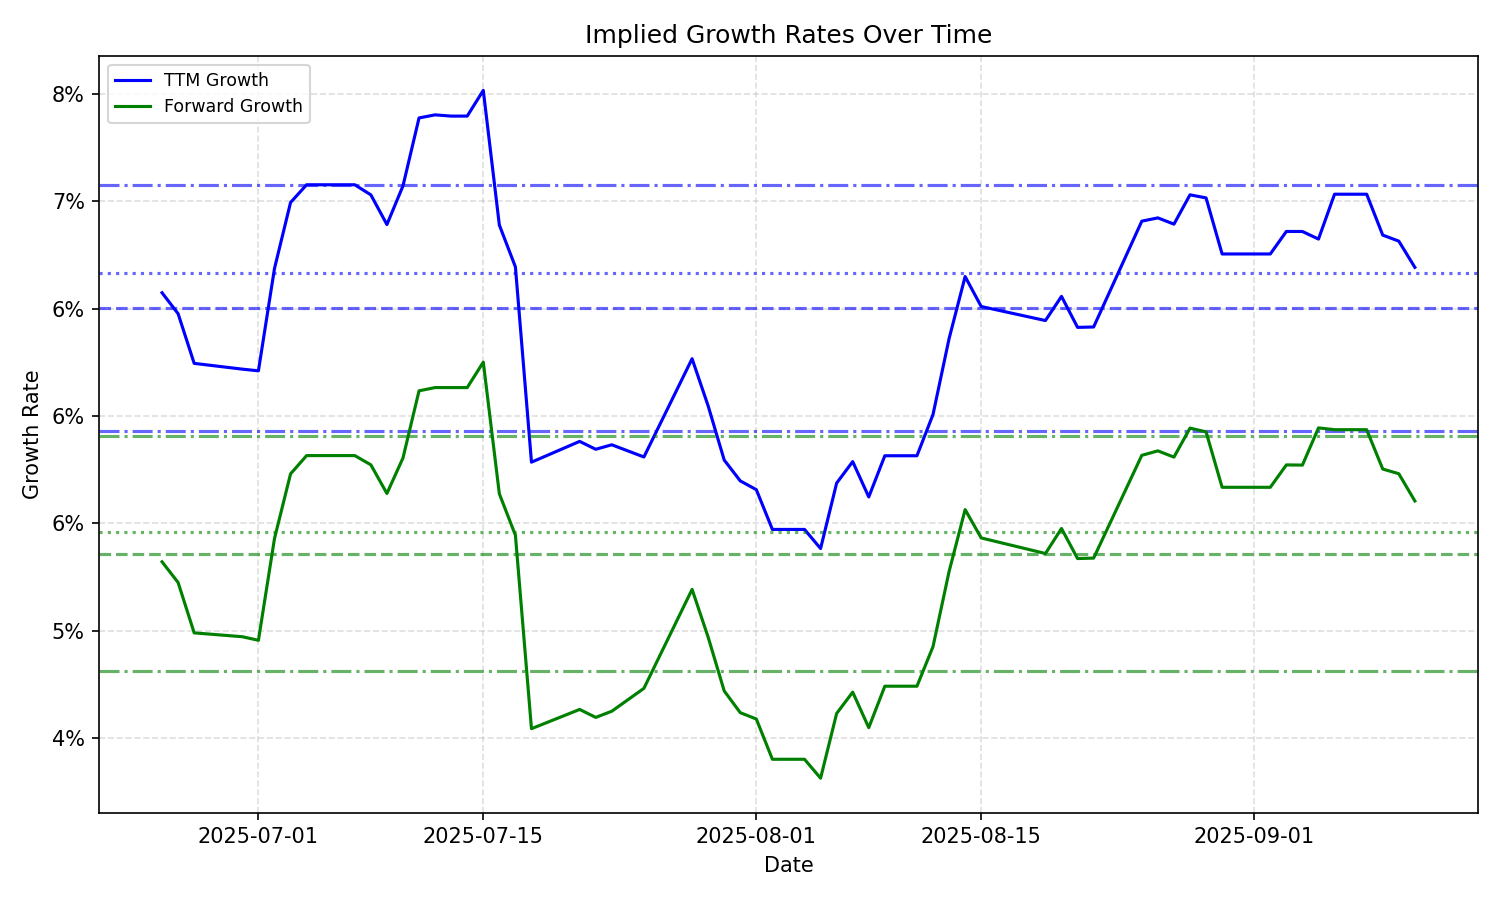 Implied Growth Rates Over Time
TTM Growth
Forward Growth
8%
7%
6%
6%
6%
5%
4%
Growth Rate
2025-07-01
2025-07-15
2025-08-01
2025-08-15
2025-09-01
Date